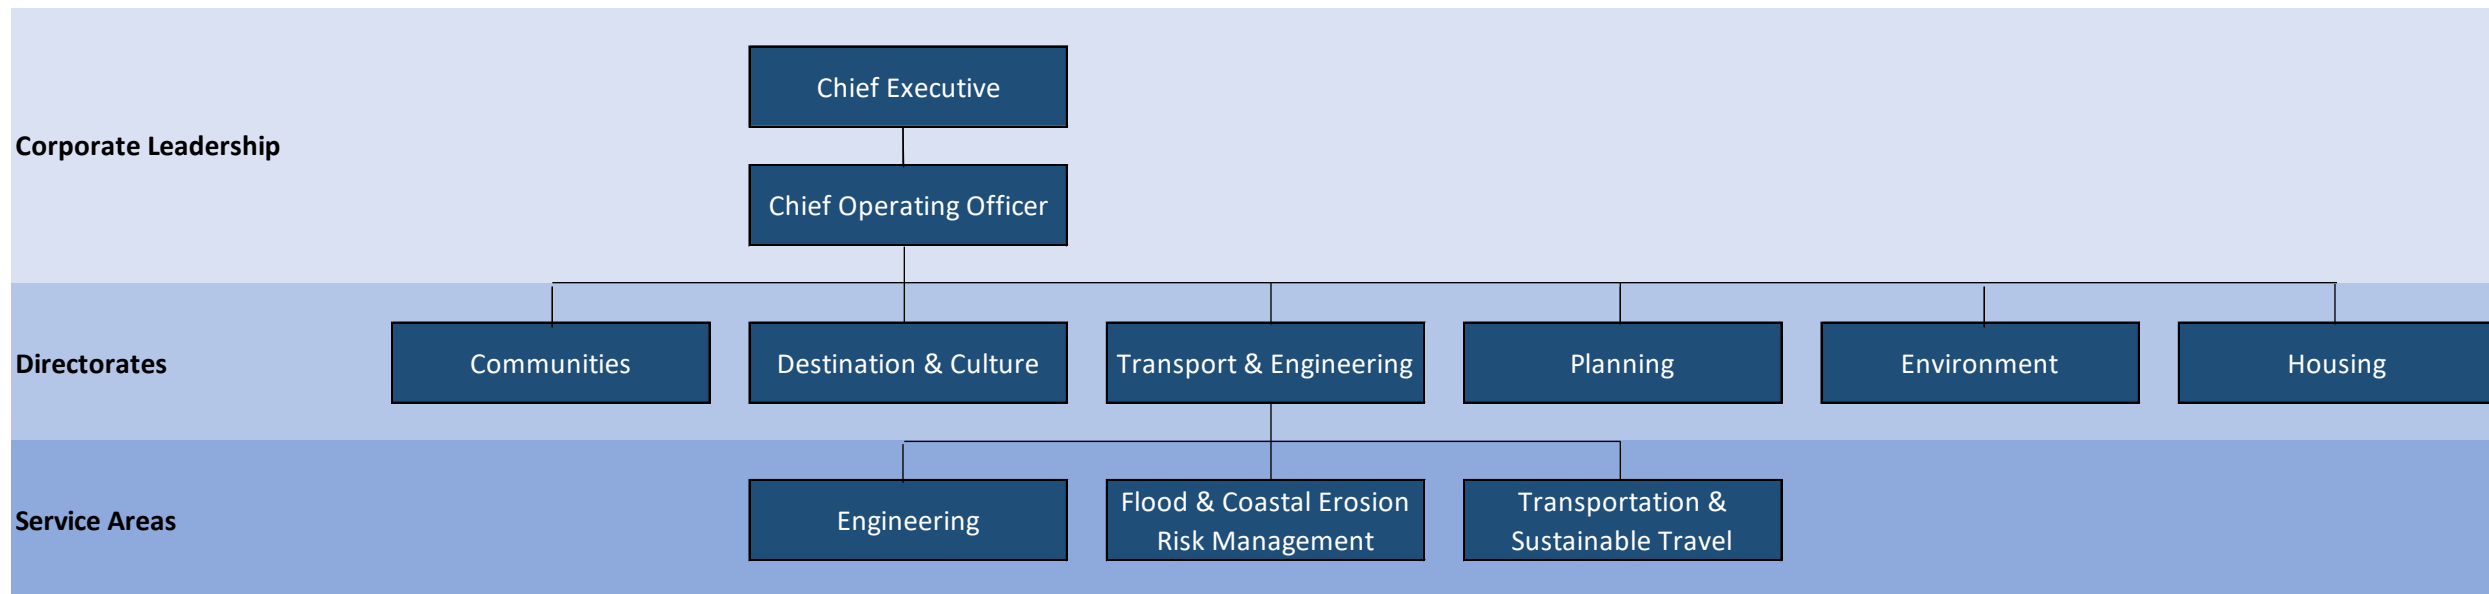 Chief Executive
Corporate Leadership
Chief Operating Officer
Directorates
Communities
Destination & Culture
Transport & Engineering
Planning
Environment
Housing
Service Areas
Engineering
Flood & Coastal Erosion
Risk Management
Transportation &
Sustainable Travel